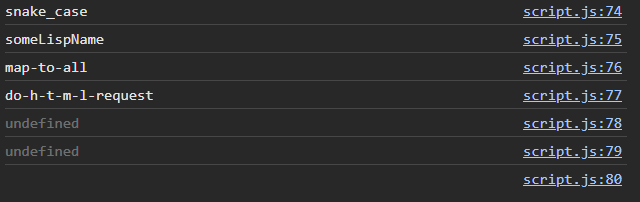 snake_case script.js:74
someLispName script.js:75
map-to-all script.js:76
do-h-t-m-l-request script.js:77
undefined script.js:78
undefined script.js:79
script.js:80